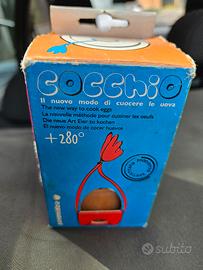 COCCHIO
Il nuovo modo di cuocere le uova
The new way to cook eggs
La nouvelle méthode pour cuisiner les oeufs
Die neue Art Eier zu kochen
El nuevo modo de cocer huevos
+280°
subito